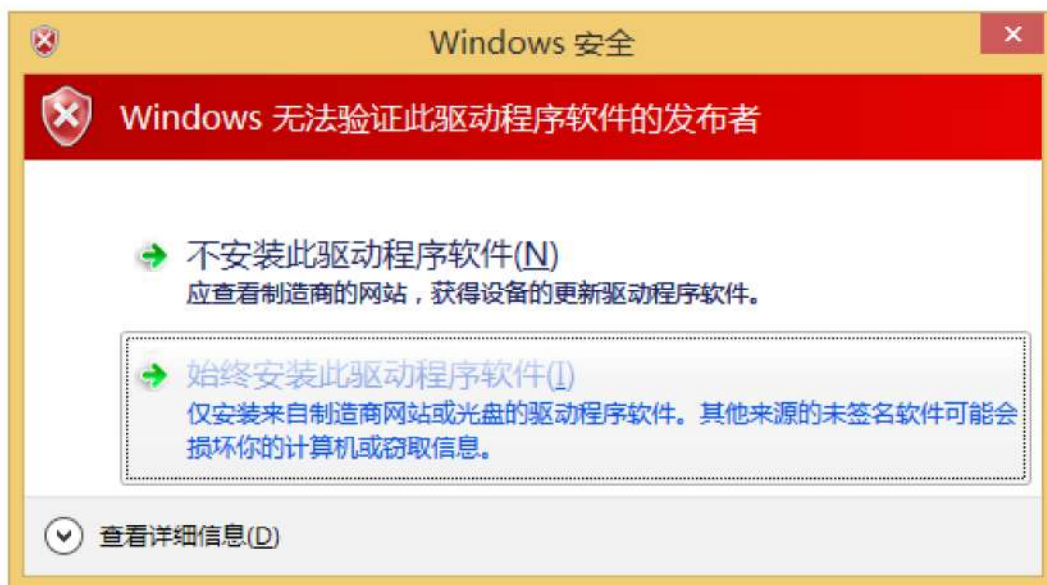 Windows 安全
Windows 无法验证此驱动程序软件的发布者
不安装此驱动程序软件(N)
应查看制造商的网站，获得设备的更新驱动程序软件。
始终安装此驱动程序软件(I)
仅安装来自制造商网站或光盘的驱动程序软件。其他来源的未签名软件可能会
损坏你的计算机或窃取信息。
查看详细信息(D)